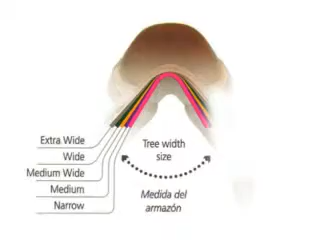 Extra Wide
Wide
Medium Wide
Medium
Narrow
Tree width
size
Medida del
armazón